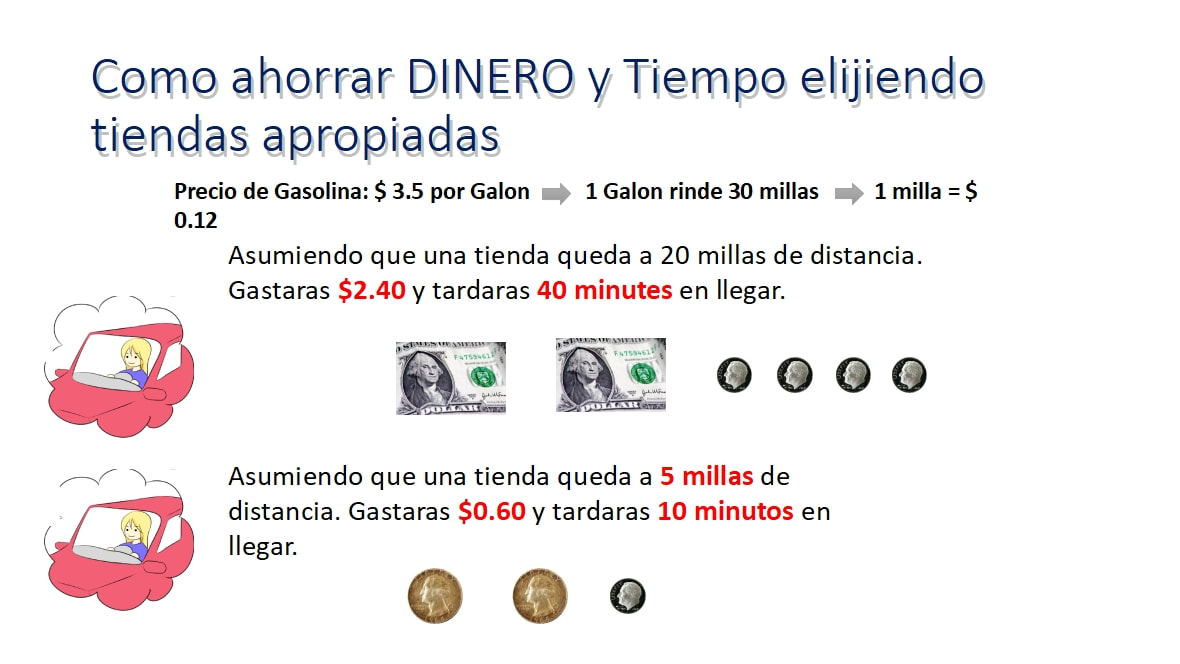 Como ahorrar DINERO y Tiempo elijiendo
tiendas apropiadas
Precio de Gasolina: $ 3.5 por Galon 1 Galon rinde 30 millas 1 milla = $
0.12
Asumiendo que una tienda queda a 20 millas de distancia.
Gastaras $2.40 y tardaras 40 minutes en llegar.
Asumiendo que una tienda queda a 5 millas de
distancia. Gastaras $0.60 y tardaras 10 minutos en
llegar.